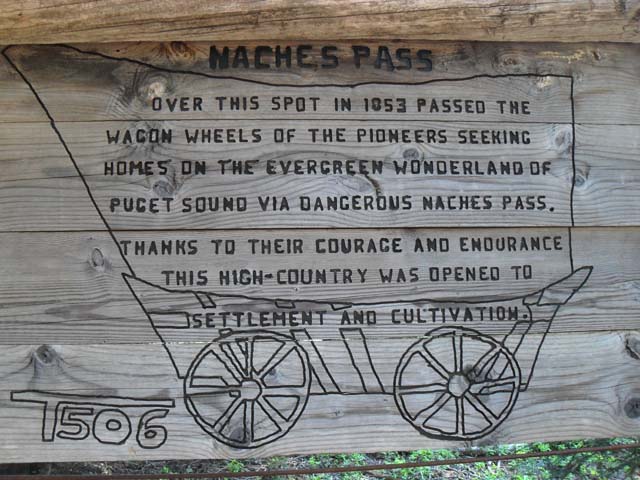 NACHES PASS
OVER THIS SPOT IN 1853 PASSED THE
WAGON WHEELS OF THE PIONEERS SEEKING
HOMES ON THE EVERGREEN WONDERLAND OF
PUGET SOUND VIA DANGEROUS NACHES PASS.
THANKS TO THEIR COURAGE AND ENDURANCE
THIS HIGH-COUNTRY WAS OPENED TO
SETTLEMENT AND CULTIVATION.
1506